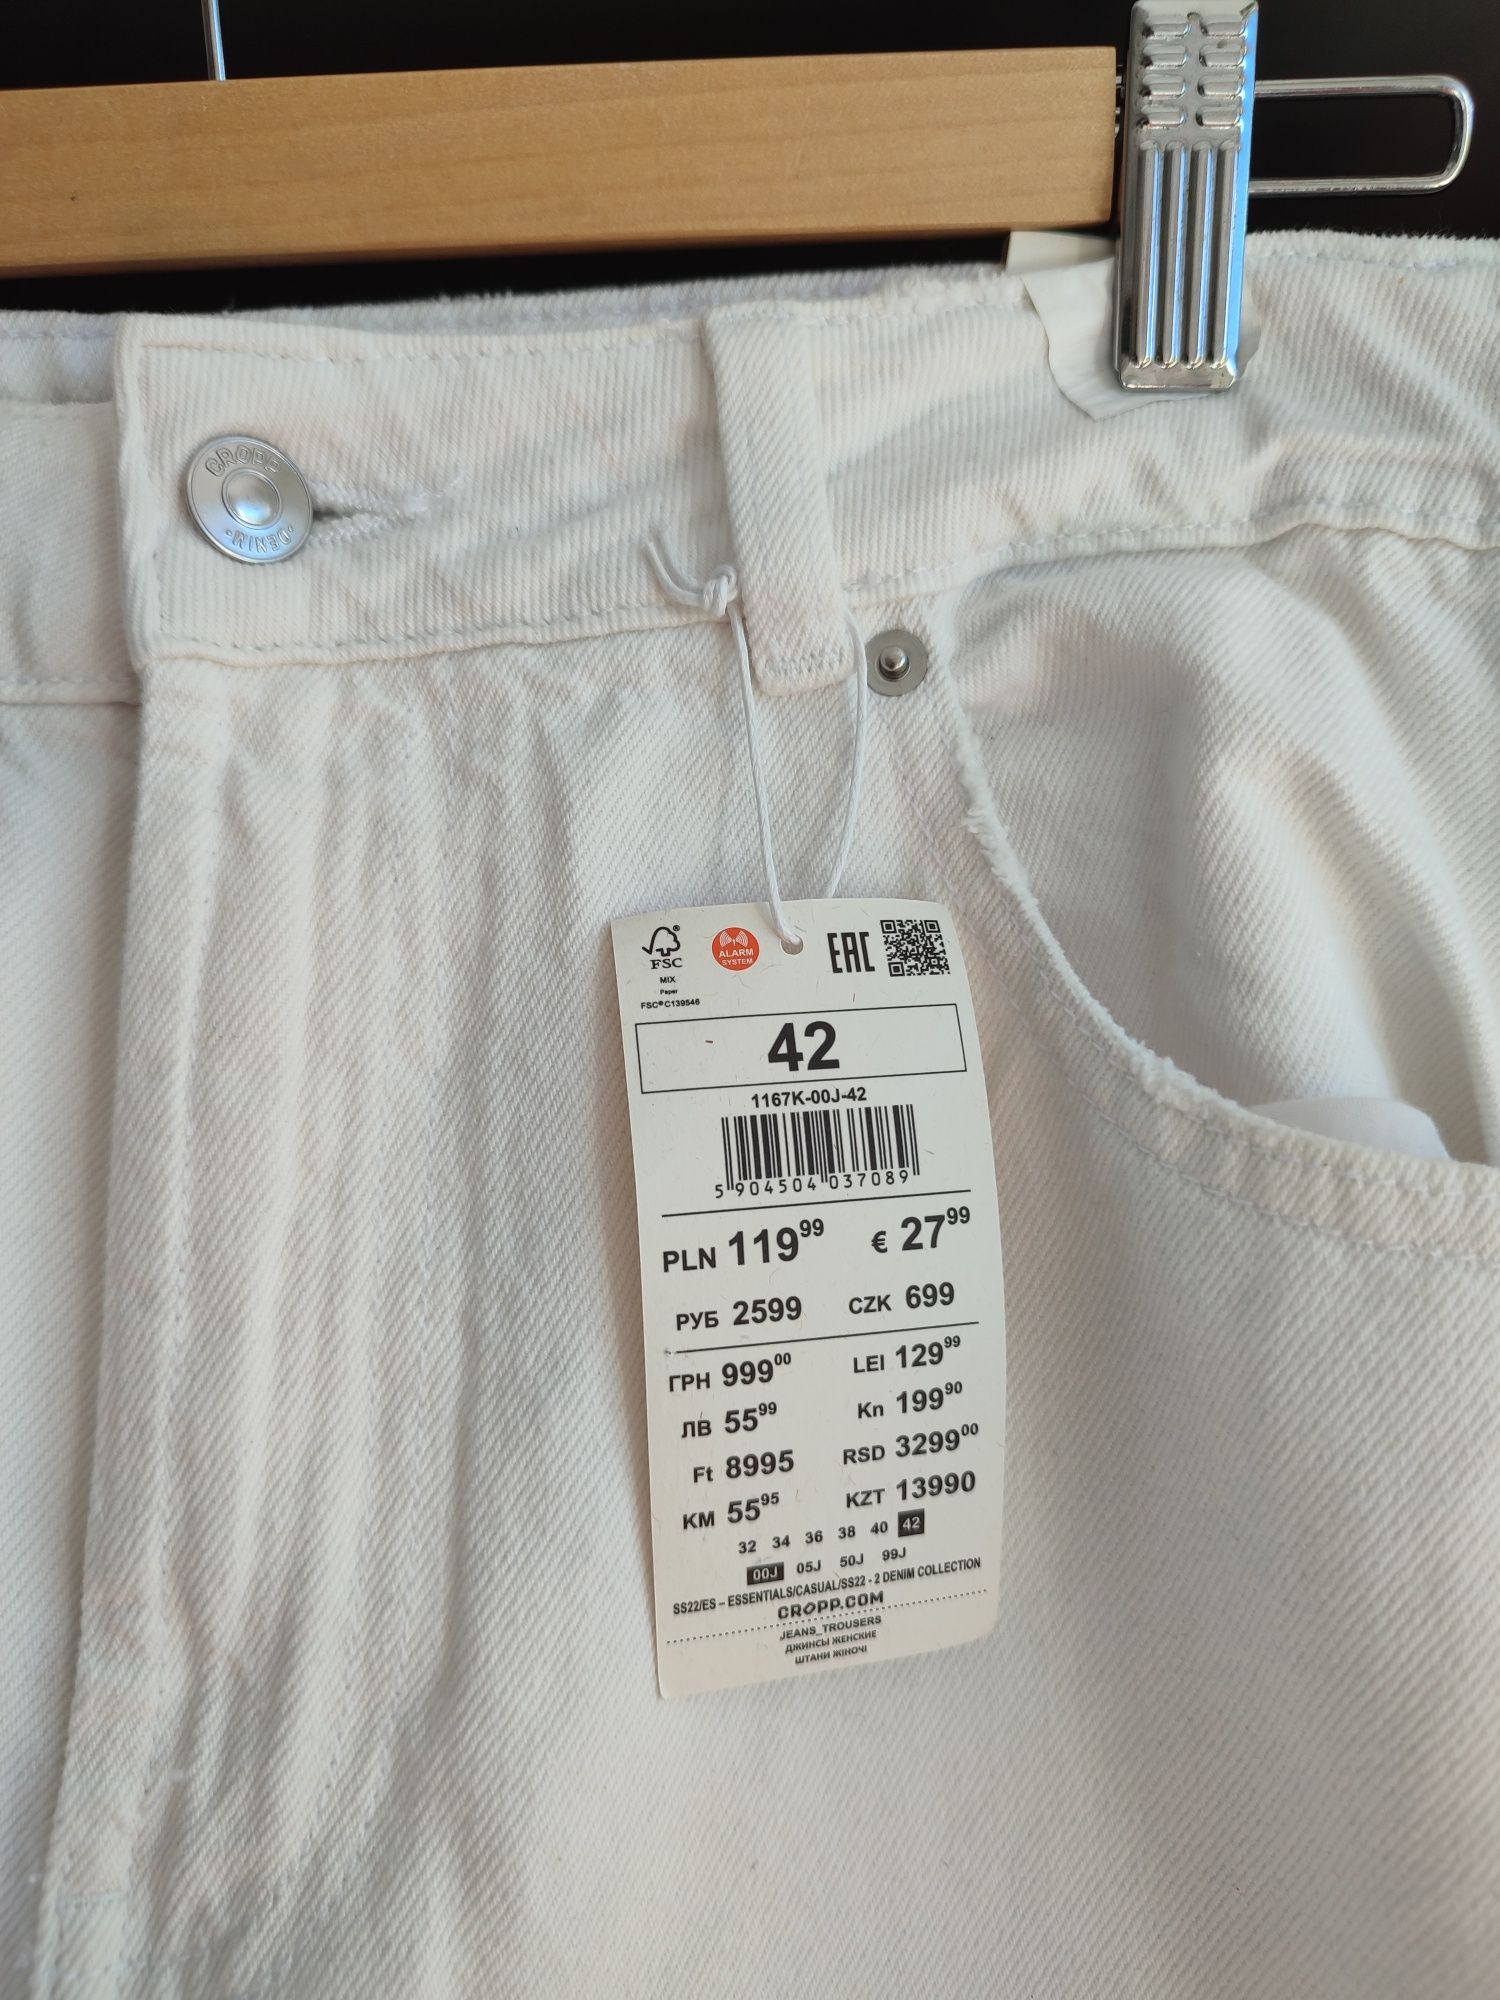 CROPP
•DENIM•
FSC®
MIX
Paper
FSC® C139546
ALARM
SYSTEM
EAC
42
1167K-00J-42
5 904504 037089
PLN 119⁹⁹ € 27⁹⁹
РУБ 2599 CZK 699
ГРН 999⁰⁰ LEI 129⁹⁹
ЛВ 55⁹⁹ Kn 199⁹⁰
Ft 8995 RSD 3299⁰⁰
KM 55⁹⁵ KZT 13990
32 34 36 38 40 42
00J 05J 50J 99J
SS22/ES – ESSENTIALS/CASUAL/SS22 - 2 DENIM COLLECTION
CROPP.COM
JEANS_TROUSERS
ДЖИНСЫ ЖЕНСКИЕ
ШТАНИ ЖІНОЧІ